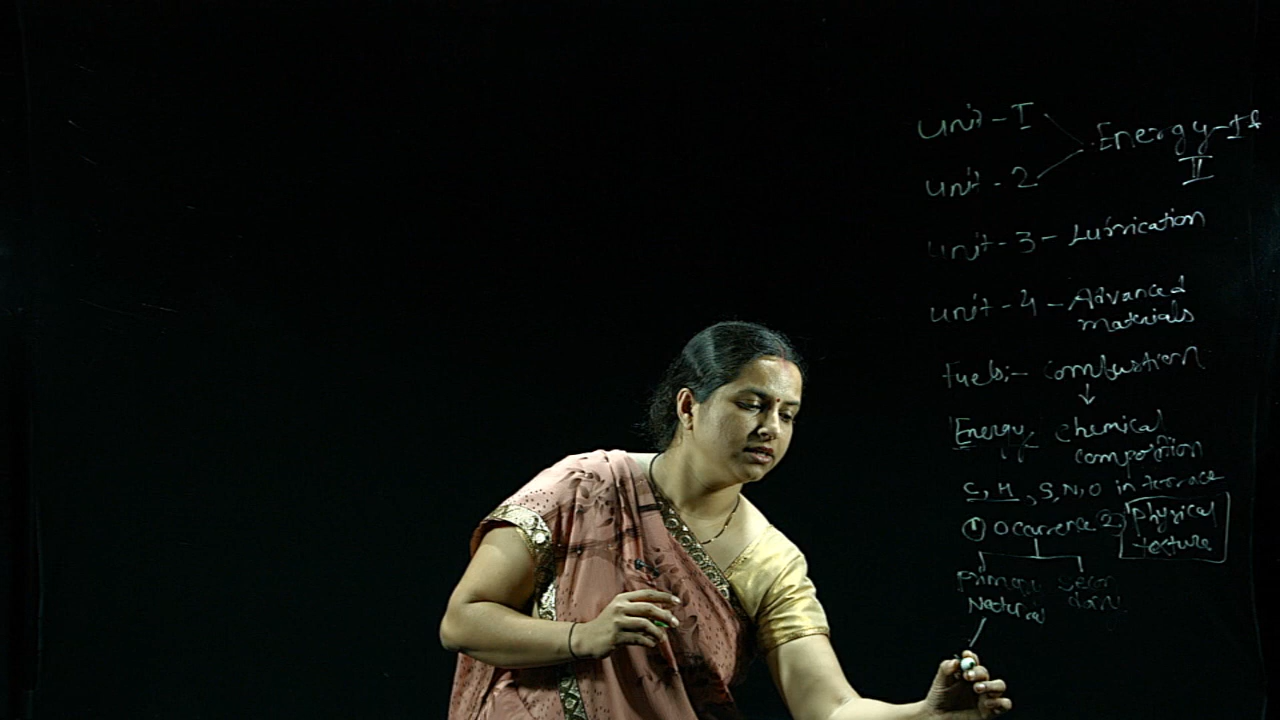 Unit-I
Energy-I &
II
Unit-2
Unit-3- Lubrication
Unit-4-Advanced
materials
Fuels:- Combustion
↓
Energy chemical
composition
C, H, S, N, O in terrace
① Ocurrence ② Physical
texture
Primary Secon
Natural dary